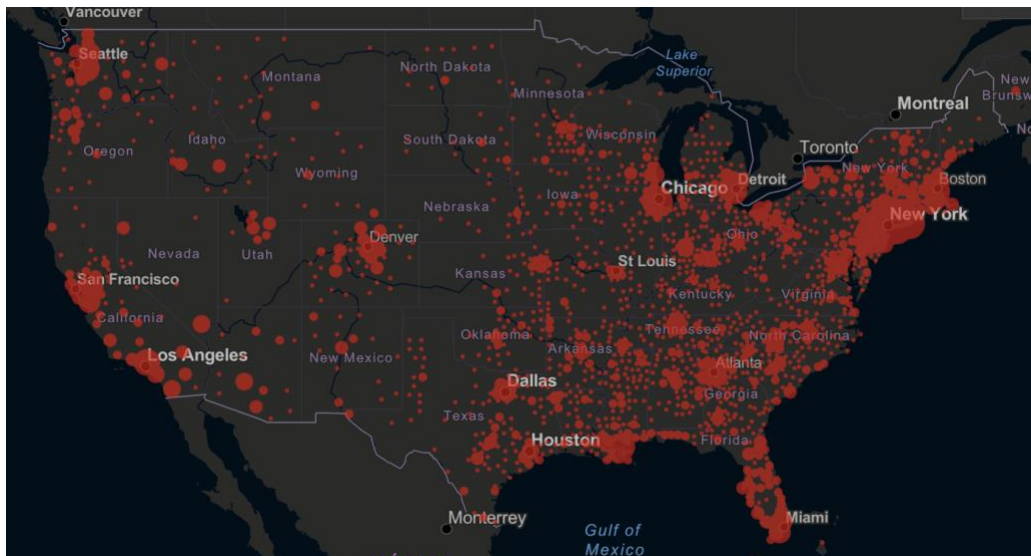 Vancouver
Seattle
Montana
North Dakota
Lake
Superior
Minnesota
Montreal
New
Brunsw
Oregon
Idaho
South Dakota
Wisconsin
Toronto
No
Wyoming
Iowa
Chicago
Detroit
New York
Boston
Nebraska
New York
Nevada
Utah
Denver
Ohio
San Francisco
Kansas
St Louis
California
Kentucky
Virginia
Los Angeles
New Mexico
Oklahoma
Arkansas
Tennessee
North Carolina
Atlanta
Dallas
Georgia
Texas
Houston
Florida
Monterrey
Gulf of
Mexico
Miami